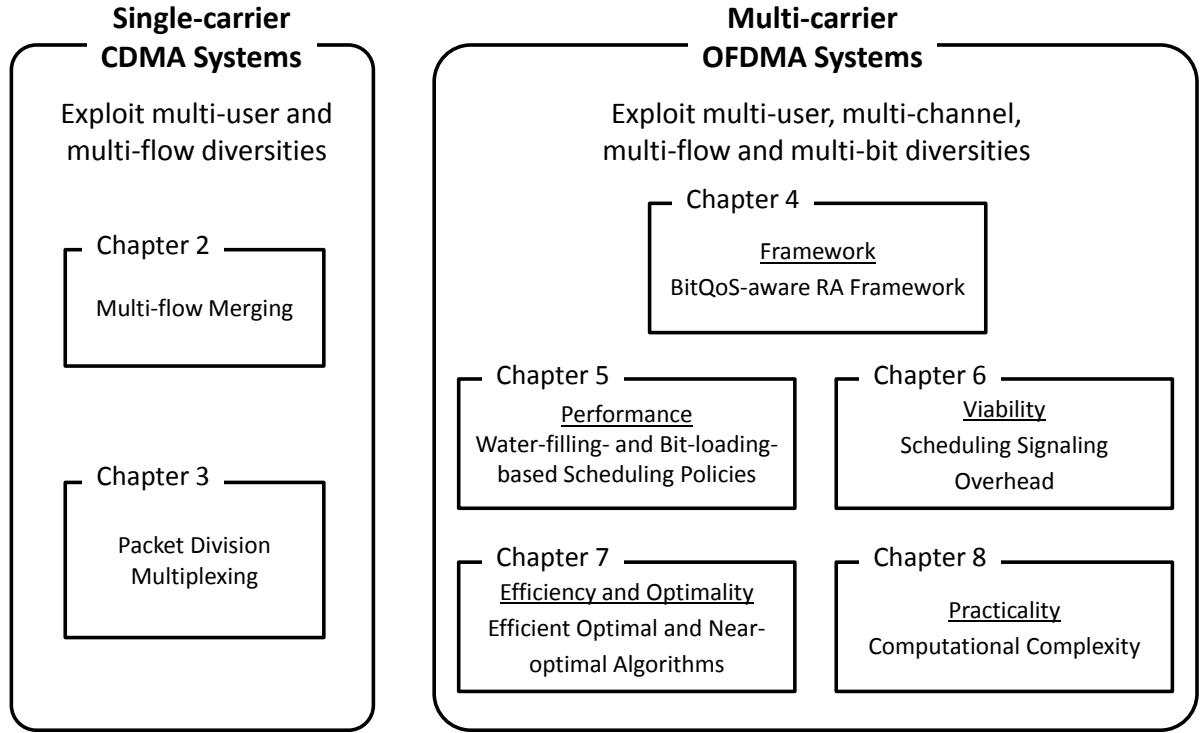 Single-carrier
CDMA Systems
Exploit multi-user and
multi-flow diversities
Chapter 2
Multi-flow Merging
Chapter 3
Packet Division
Multiplexing
Multi-carrier
OFDMA Systems
Exploit multi-user, multi-channel,
multi-flow and multi-bit diversities
Chapter 4
Framework
BitQoS-aware RA Framework
Chapter 5
Performance
Water-filling- and Bit-loading-
based Scheduling Policies
Chapter 6
Viability
Scheduling Signaling
Overhead
Chapter 7
Efficiency and Optimality
Efficient Optimal and Near-
optimal Algorithms
Chapter 8
Practicality
Computational Complexity